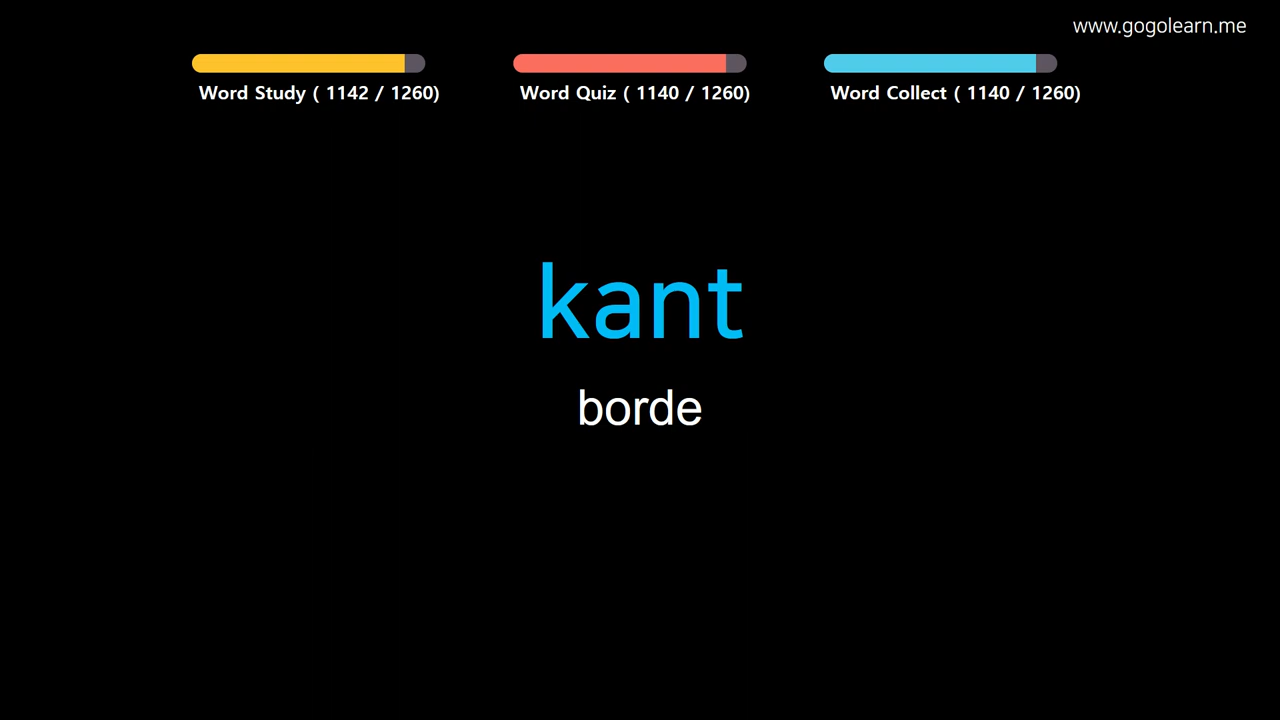 www.gogolearn.me
Word Study ( 1142 / 1260)
Word Quiz ( 1140 / 1260)
Word Collect ( 1140 / 1260)
kant
borde